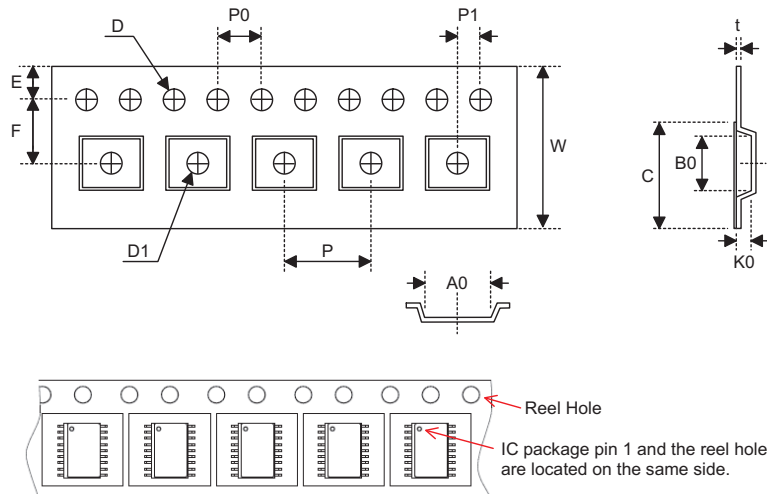 P0
P1
t
D
E
F
W
C
B0
D1
P
K0
A0
Reel Hole
IC package pin 1 and the reel hole
are located on the same side.